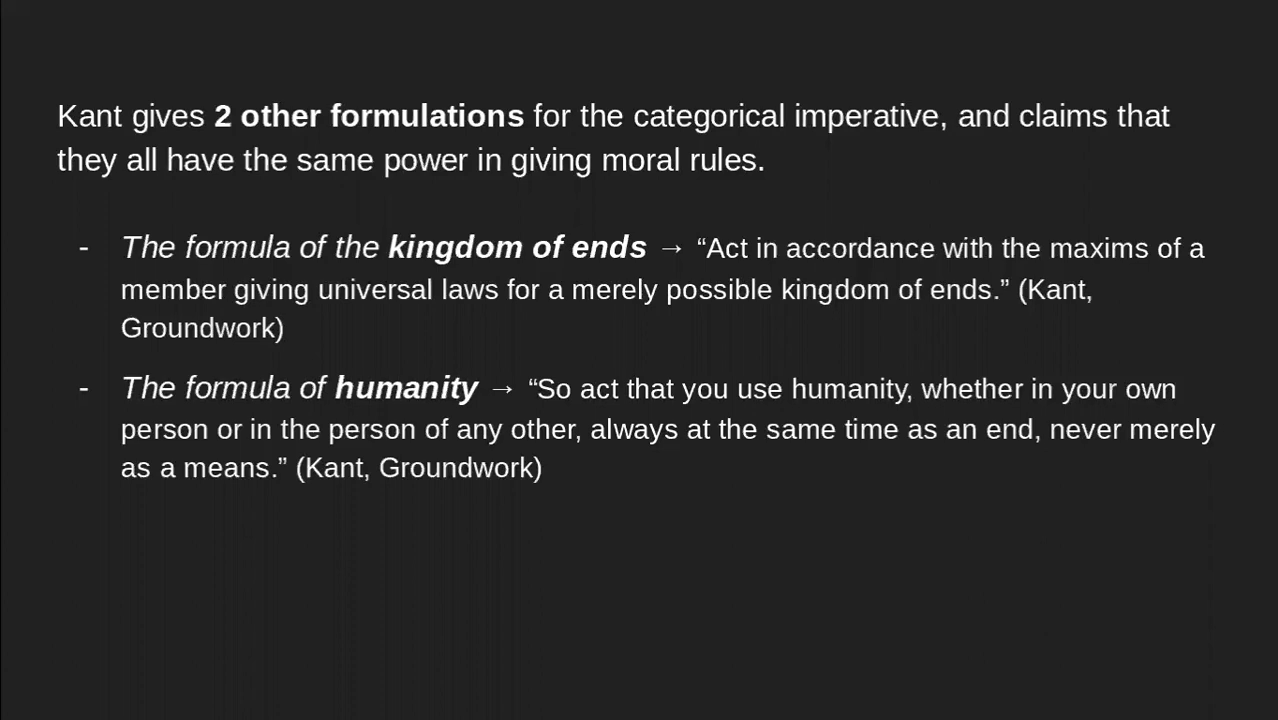 Kant gives 2 other formulations for the categorical imperative, and claims that
they all have the same power in giving moral rules.
- The formula of the kingdom of ends → “Act in accordance with the maxims of a
member giving universal laws for a merely possible kingdom of ends.” (Kant,
Groundwork)
- The formula of humanity → “So act that you use humanity, whether in your own
person or in the person of any other, always at the same time as an end, never merely
as a means.” (Kant, Groundwork)